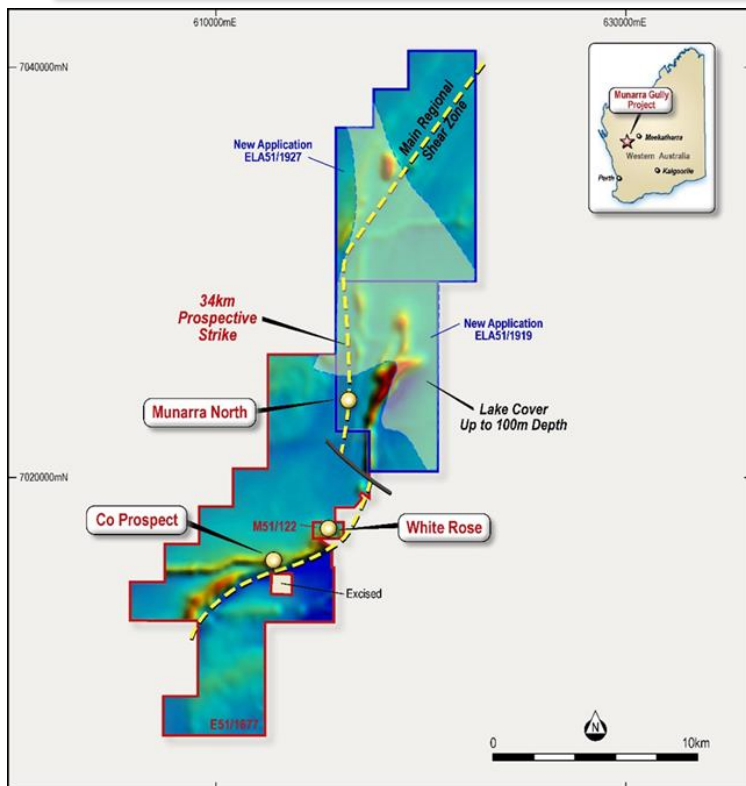 610000mE
630000mE
7040000mN
Munarra Gully
Project
Meekatharra
Western Australia
Perth
Kalgoorlie
Main Regional
Shear Zone
New Application
ELA51/1927
34km
Prospective
Strike
New Application
ELA51/1919
Munarra North
Lake Cover
Up to 100m Depth
7020000mN
M51/122
White Rose
Co Prospect
Excised
E51/1677
N
0
10km